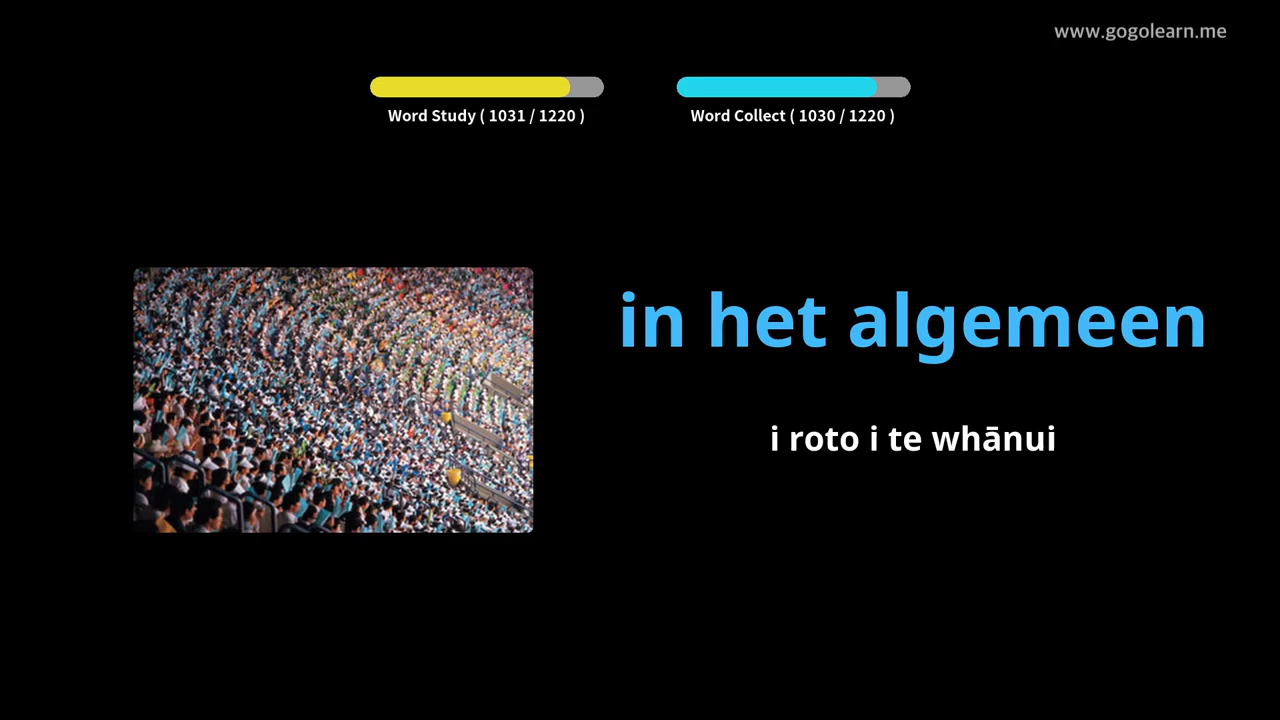 www.gogolearn.me
Word Study ( 1031 / 1220 )
Word Collect ( 1030 / 1220 )
in het algemeen
i roto i te whānui